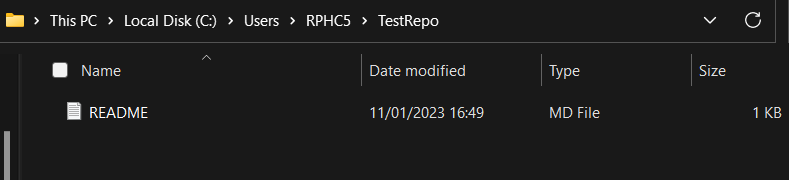 This PC > Local Disk (C:) > Users > RPHC5 > TestRepo
Name Date modified Type Size
README 11/01/2023 16:49 MD File 1 KB